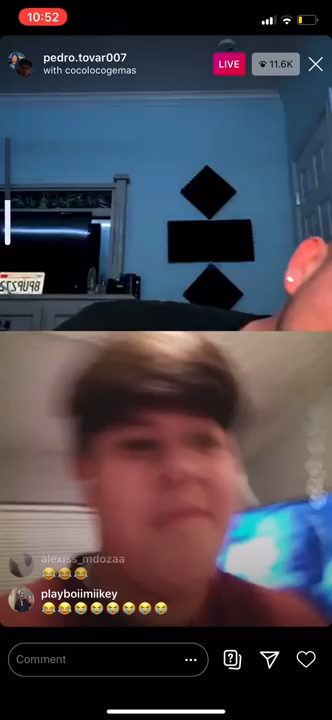 10:52
pedro.tovar007
with cocolocogemas
LIVE
11.6K
alexiss_mdozaa
😂😂😂
playboiimiikey
😂😂😭😭😭😭😭😭
Comment